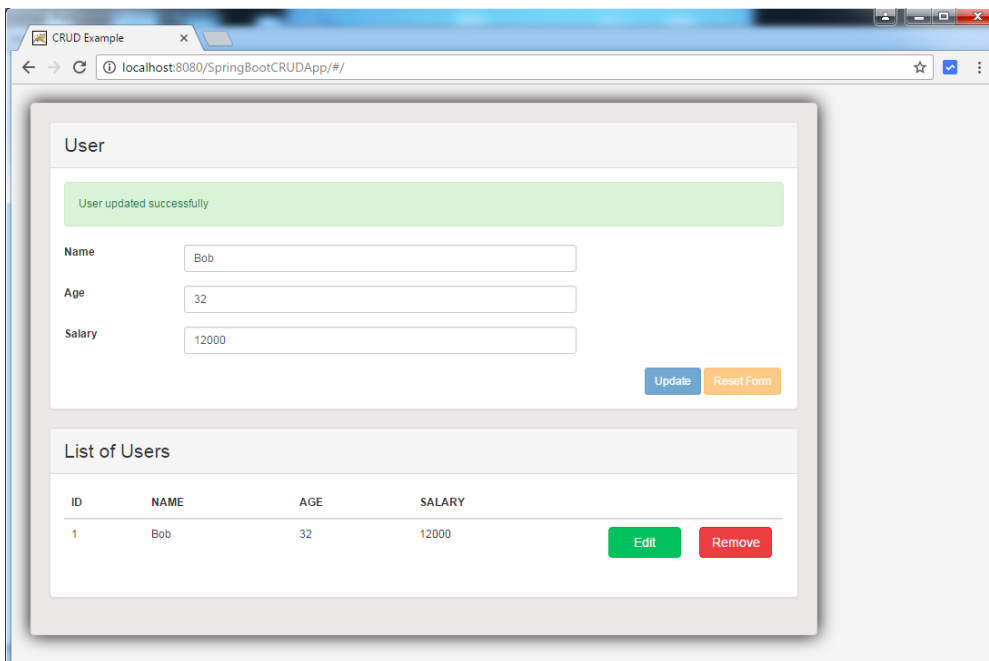 CRUD Example
localhost:8080/SpringBootCRUDApp/#/
User
User updated successfully
Name
Bob
Age
32
Salary
12000
Update Reset Form
List of Users
ID NAME AGE SALARY
1 Bob 32 12000 Edit Remove